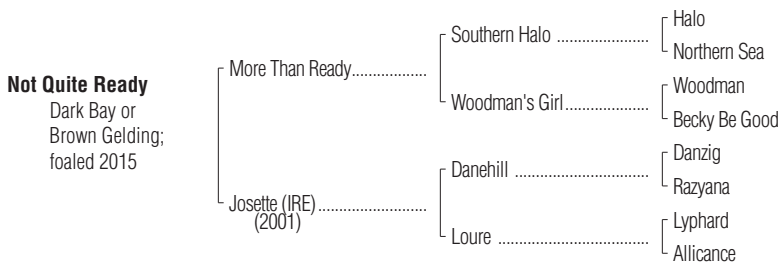 Not Quite Ready
Dark Bay or
Brown Gelding;
foaled 2015
More Than Ready
Josette (IRE)
(2001)
Southern Halo
Woodman's Girl
Danehill
Loure
Halo
Northern Sea
Woodman
Becky Be Good
Danzig
Razyana
Lyphard
Allicance